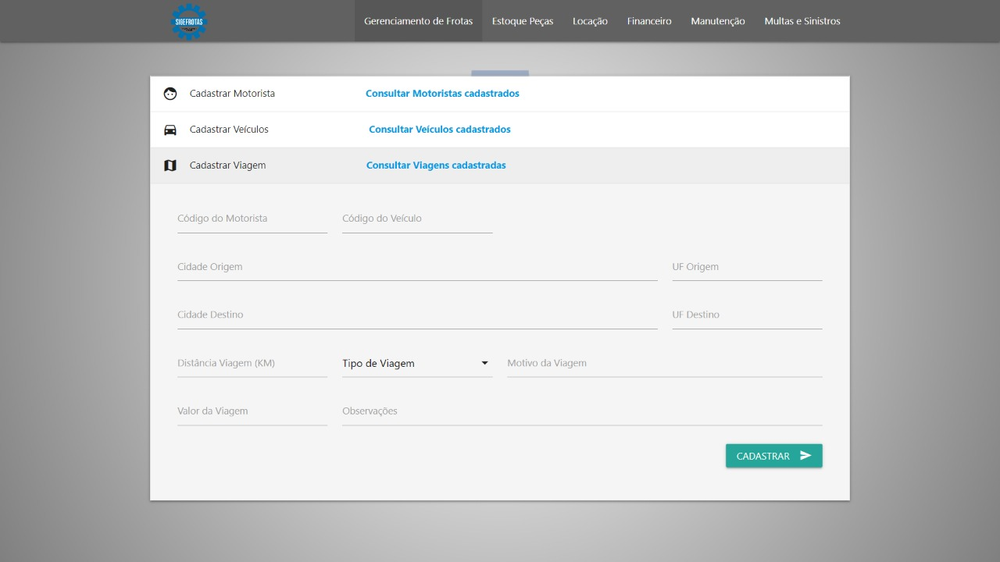 SIGEFROTAS
Gerenciamento de Frotas Estoque Peças Locação Financeiro Manutenção Multas e Sinistros
Cadastrar Motorista Consultar Motoristas cadastrados
Cadastrar Veículos Consultar Veículos cadastrados
Cadastrar Viagem Consultar Viagens cadastradas
Código do Motorista Código do Veículo
Cidade Origem UF Origem
Cidade Destino UF Destino
Distância Viagem (KM) Tipo de Viagem Motivo da Viagem
Valor da Viagem Observações
CADASTRAR